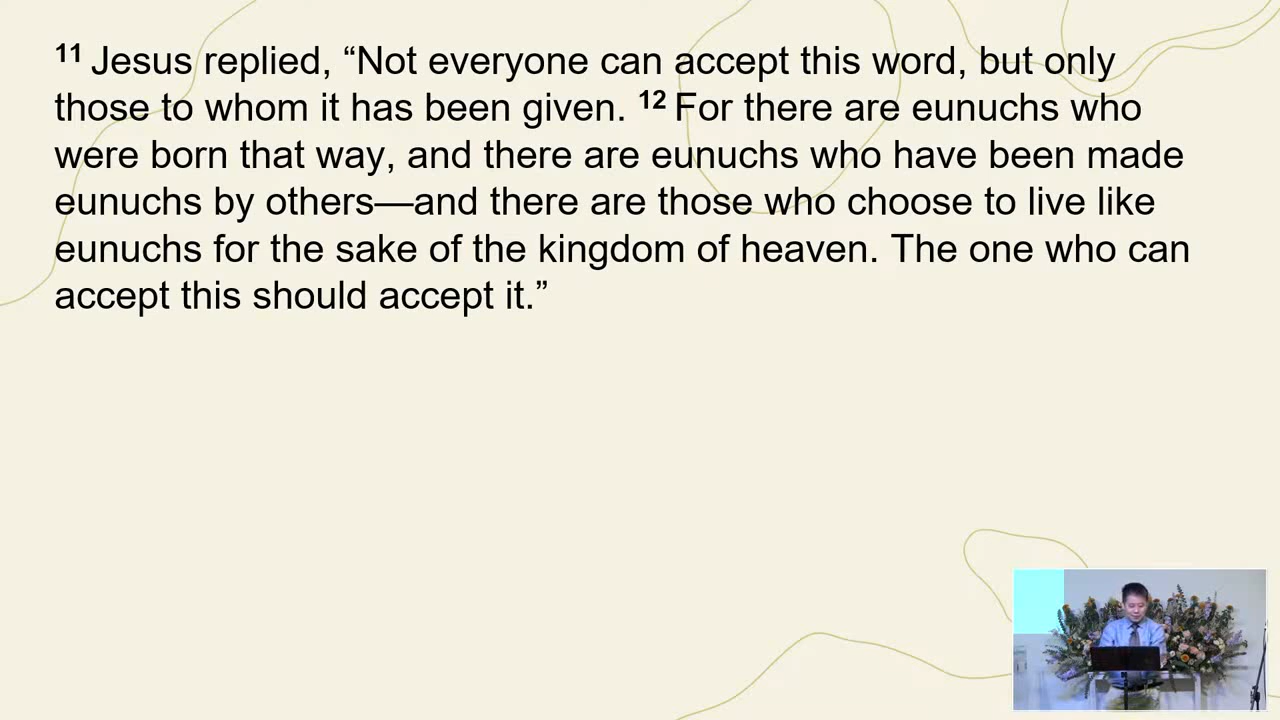 11 Jesus replied, “Not everyone can accept this word, but only
those to whom it has been given. 12 For there are eunuchs who
were born that way, and there are eunuchs who have been made
eunuchs by others—and there are those who choose to live like
eunuchs for the sake of the kingdom of heaven. The one who can
accept this should accept it.”